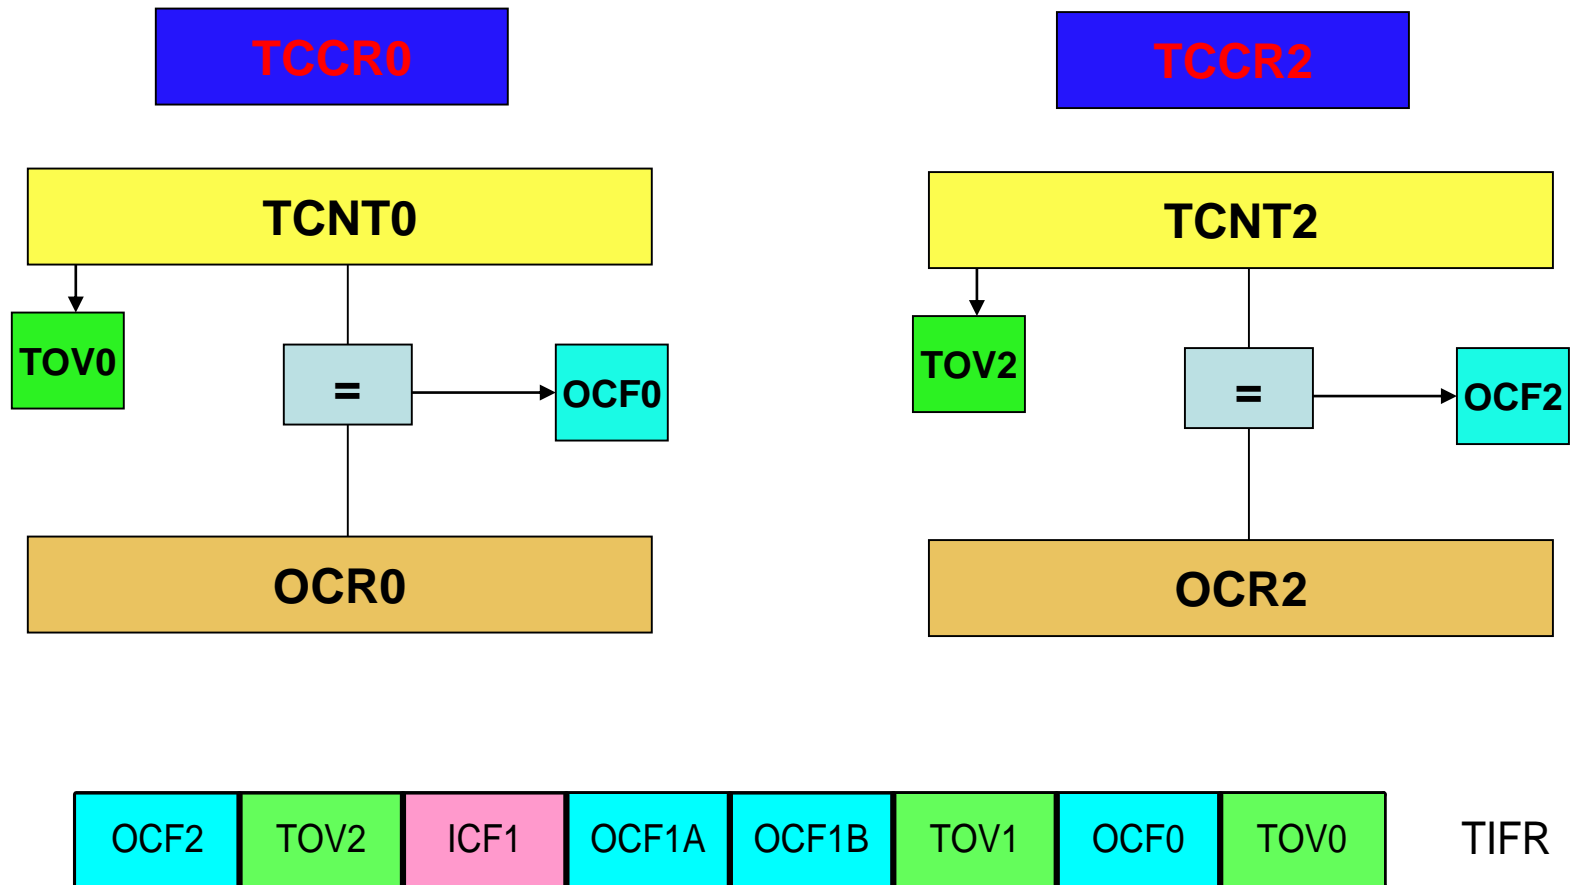 TCCR0
TCCR2
TCNT0
TCNT2
TOV0
=
OCF0
TOV2
=
OCF2
OCR0
OCR2
OCF2 TOV2 ICF1 OCF1A OCF1B TOV1 OCF0 TOV0 TIFR